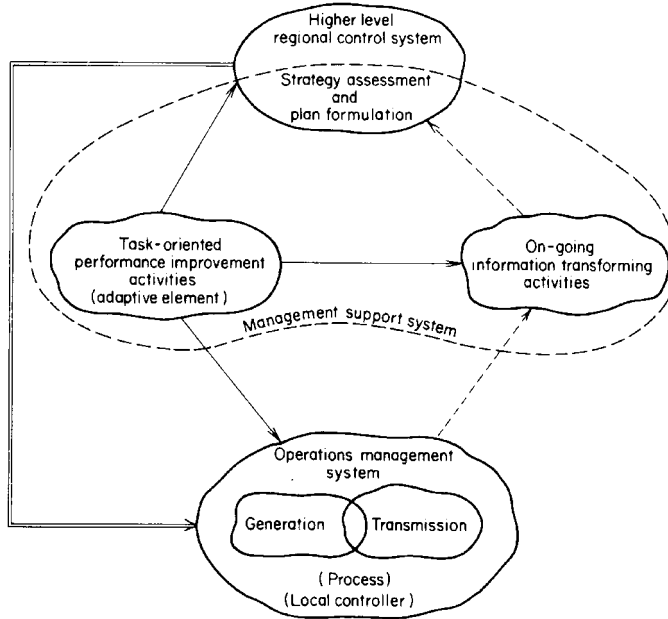 Higher level
regional control system
Strategy assessment
and
plan formulation
Task-oriented
performance improvement
activities
(adaptive element)
On-going
information transforming
activities
Management support system
Operations management
system
Generation
Transmission
(Process)
(Local controller)